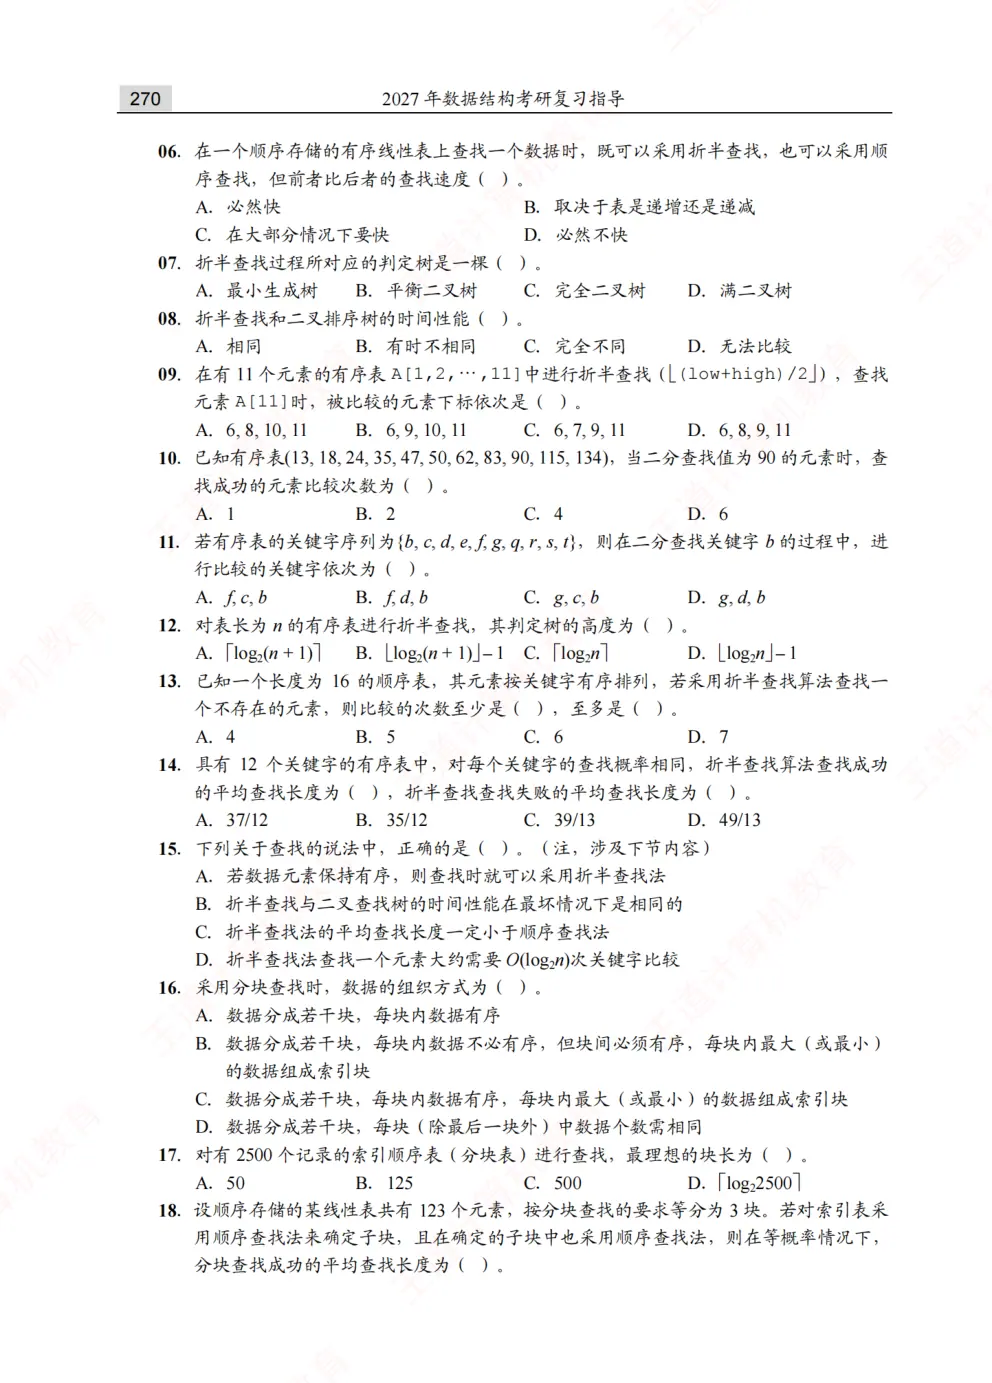 270 2027 年数据结构考研复习指导
06. 在一个顺序存储的有序线性表上查找一个数据时，既可以采用折半查找，也可以采用顺
序查找，但前者比后者的查找速度（ ）。
A. 必然快 B. 取决于表是递增还是递减
C. 在大部分情况下要快 D. 必然不快
07. 折半查找过程所对应的判定树是一棵（ ）。
A. 最小生成树 B. 平衡二叉树 C. 完全二叉树 D. 满二叉树
08. 折半查找和二叉排序树的时间性能（ ）。
A. 相同 B. 有时不相同 C. 完全不同 D. 无法比较
09. 在有 11 个元素的有序表 A[1,2,…,11]中进行折半查找（⌊(low+high)/2⌋），查找
元素 A[11]时，被比较的元素下标依次是（ ）。
A. 6, 8, 10, 11 B. 6, 9, 10, 11 C. 6, 7, 9, 11 D. 6, 8, 9, 11
10. 已知有序表(13, 18, 24, 35, 47, 50, 62, 83, 90, 115, 134)，当二分查找值为 90 的元素时，查
找成功的元素比较次数为（ ）。
A. 1 B. 2 C. 4 D. 6
11. 若有序表的关键字序列为{b, c, d, e, f, g, q, r, s, t}，则在二分查找关键字 b 的过程中，进
行比较的关键字依次为（ ）。
A. f, c, b B. f, d, b C. g, c, b D. g, d, b
12. 对表长为 n 的有序表进行折半查找，其判定树的高度为（ ）。
A. ⌈log₂(n + 1)⌉ B. ⌊log₂(n + 1)⌋ – 1 C. ⌈log₂n⌉ D. ⌊log₂n⌋ – 1
13. 已知一个长度为 16 的顺序表，其元素按关键字有序排列，若采用折半查找算法查找一
个不存在的元素，则比较的次数至少是（ ），至多是（ ）。
A. 4 B. 5 C. 6 D. 7
14. 具有 12 个关键字的有序表中，对每个关键字的查找概率相同，折半查找算法查找成功
的平均查找长度为（ ），折半查找查找失败的平均查找长度为（ ）。
A. 37/12 B. 35/12 C. 39/13 D. 49/13
15. 下列关于查找的说法中，正确的是（ ）。（注，涉及下节内容）
A. 若数据元素保持有序，则查找时就可以采用折半查找法
B. 折半查找与二叉查找树的时间性能在最坏情况下是相同的
C. 折半查找法的平均查找长度一定小于顺序查找法
D. 折半查找法查找一个元素大约需要 O(log₂n)次关键字比较
16. 采用分块查找时，数据的组织方式为（ ）。
A. 数据分成若干块，每块内数据有序
B. 数据分成若干块，每块内数据不必有序，但块间必须有序，每块内最大（或最小）
的数据组成索引块
C. 数据分成若干块，每块内数据有序，每块内最大（或最小）的数据组成索引块
D. 数据分成若干块，每块（除最后一块外）中数据个数需相同
17. 对有 2500 个记录的索引顺序表（分块表）进行查找，最理想的块长为（ ）。
A. 50 B. 125 C. 500 D. ⌈log₂2500⌉
18. 设顺序存储的某线性表共有 123 个元素，按分块查找的要求等分为 3 块。若对索引表采
用顺序查找法来确定子块，且在确定的子块中也采用顺序查找法，则在等概率情况下，
分块查找成功的平均查找长度为（ ）。